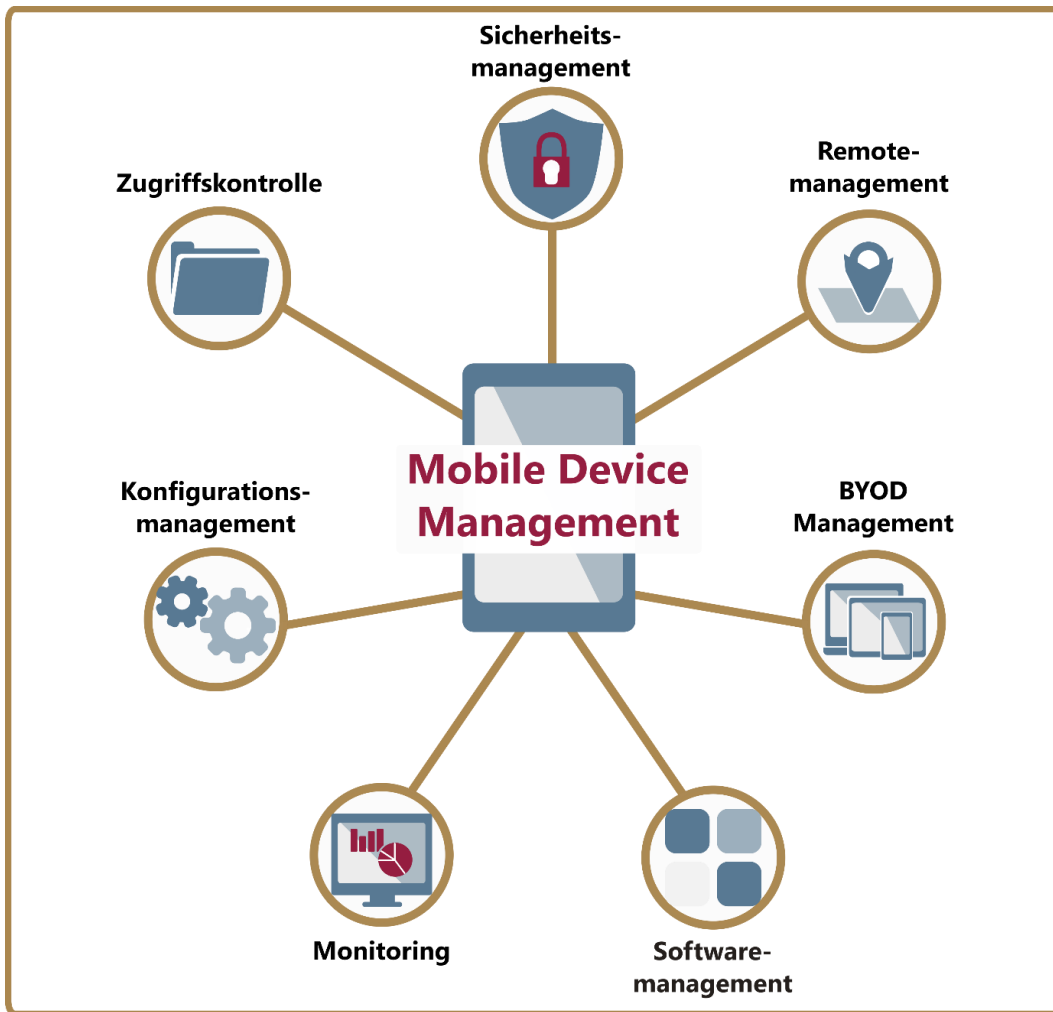 Sicherheits-
management
Remote-
management
Zugriffskontrolle
Mobile Device
Management
Konfigurations-
management
BYOD
Management
Monitoring
Software-
management